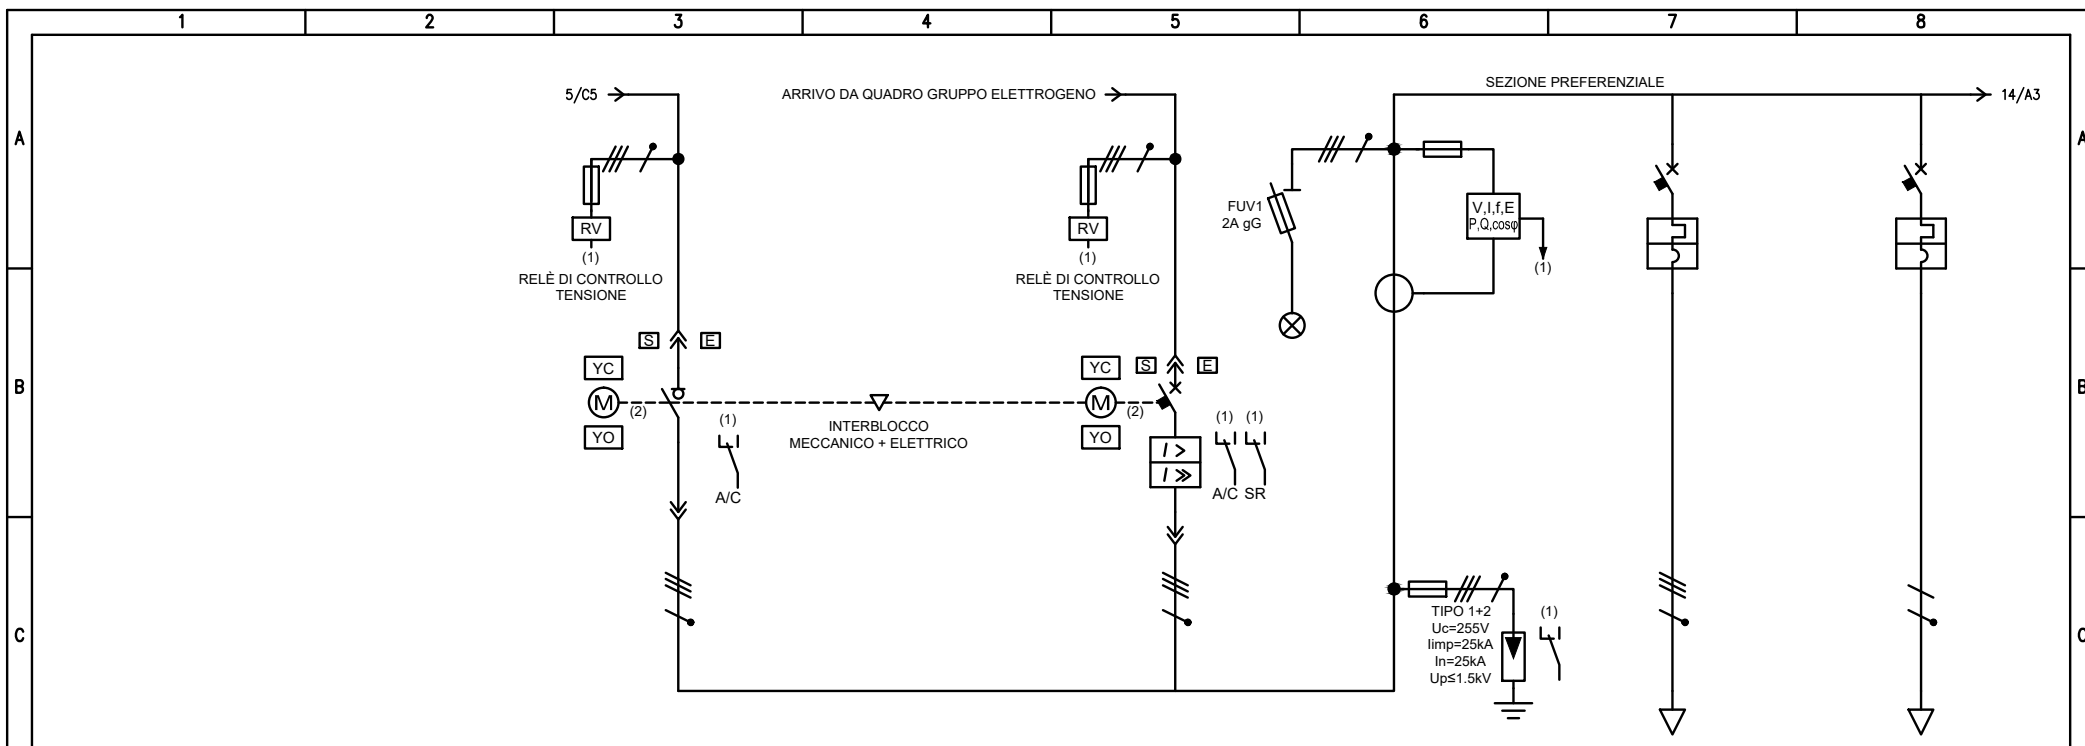 1 2 3 4 5 6 7 8
5/C5
ARRIVO DA QUADRO GRUPPO ELETTROGENO
SEZIONE PREFERENZIALE
14/A3
A
A
RV
(1)
RELÈ DI CONTROLLO
TENSIONE
RV
(1)
RELÈ DI CONTROLLO
TENSIONE
FUV1
2A gG
V,I,f,E
P,Q,cosφ
(1)
B
B
S E
YC
M
(2)
YO
(1)
A/C
INTERBLOCCO
MECCANICO + ELETTRICO
YC
S E
M
(2)
YO
I >
I >>
(1) (1)
A/C SR
C
C
TIPO 1+2
Uc=255V
Iimp=25kA
In=25kA
Up≤1.5kV
(1)